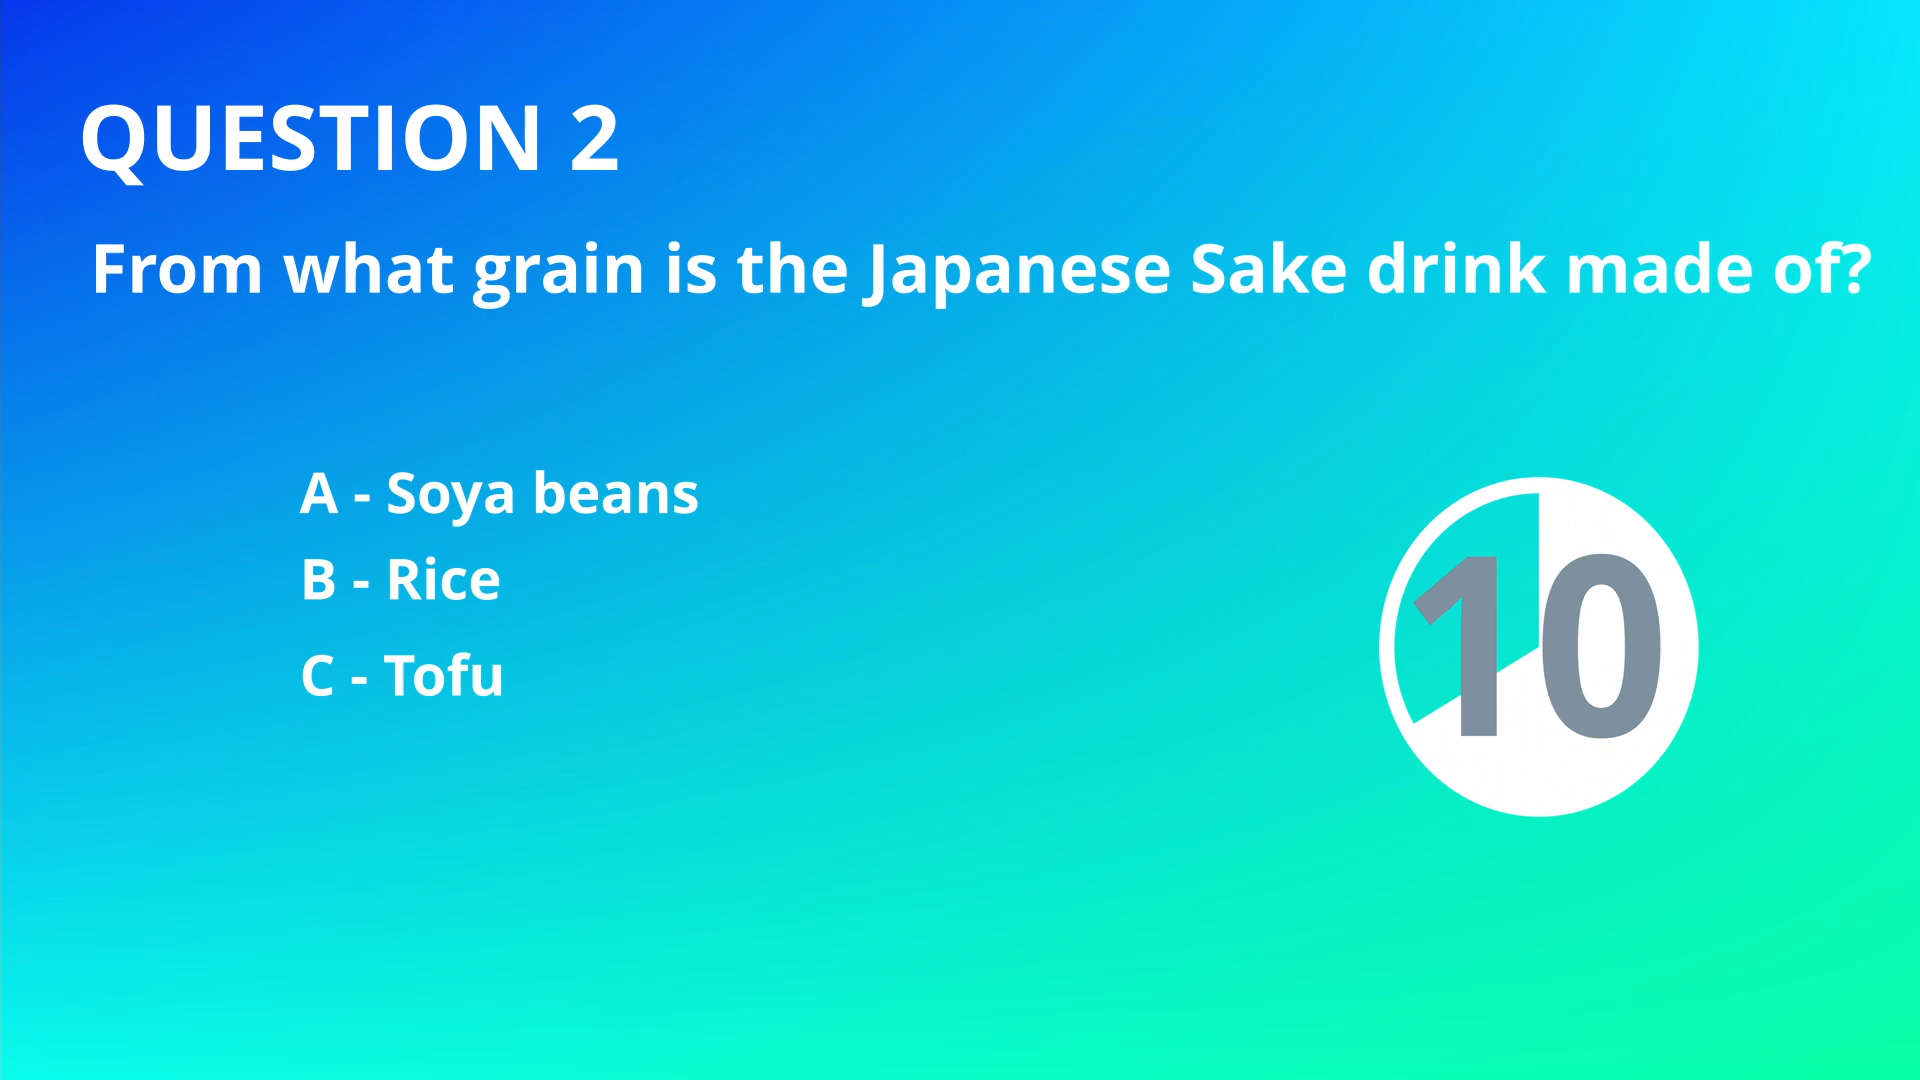 QUESTION 2
From what grain is the Japanese Sake drink made of?
A - Soya beans
B - Rice
C - Tofu
10